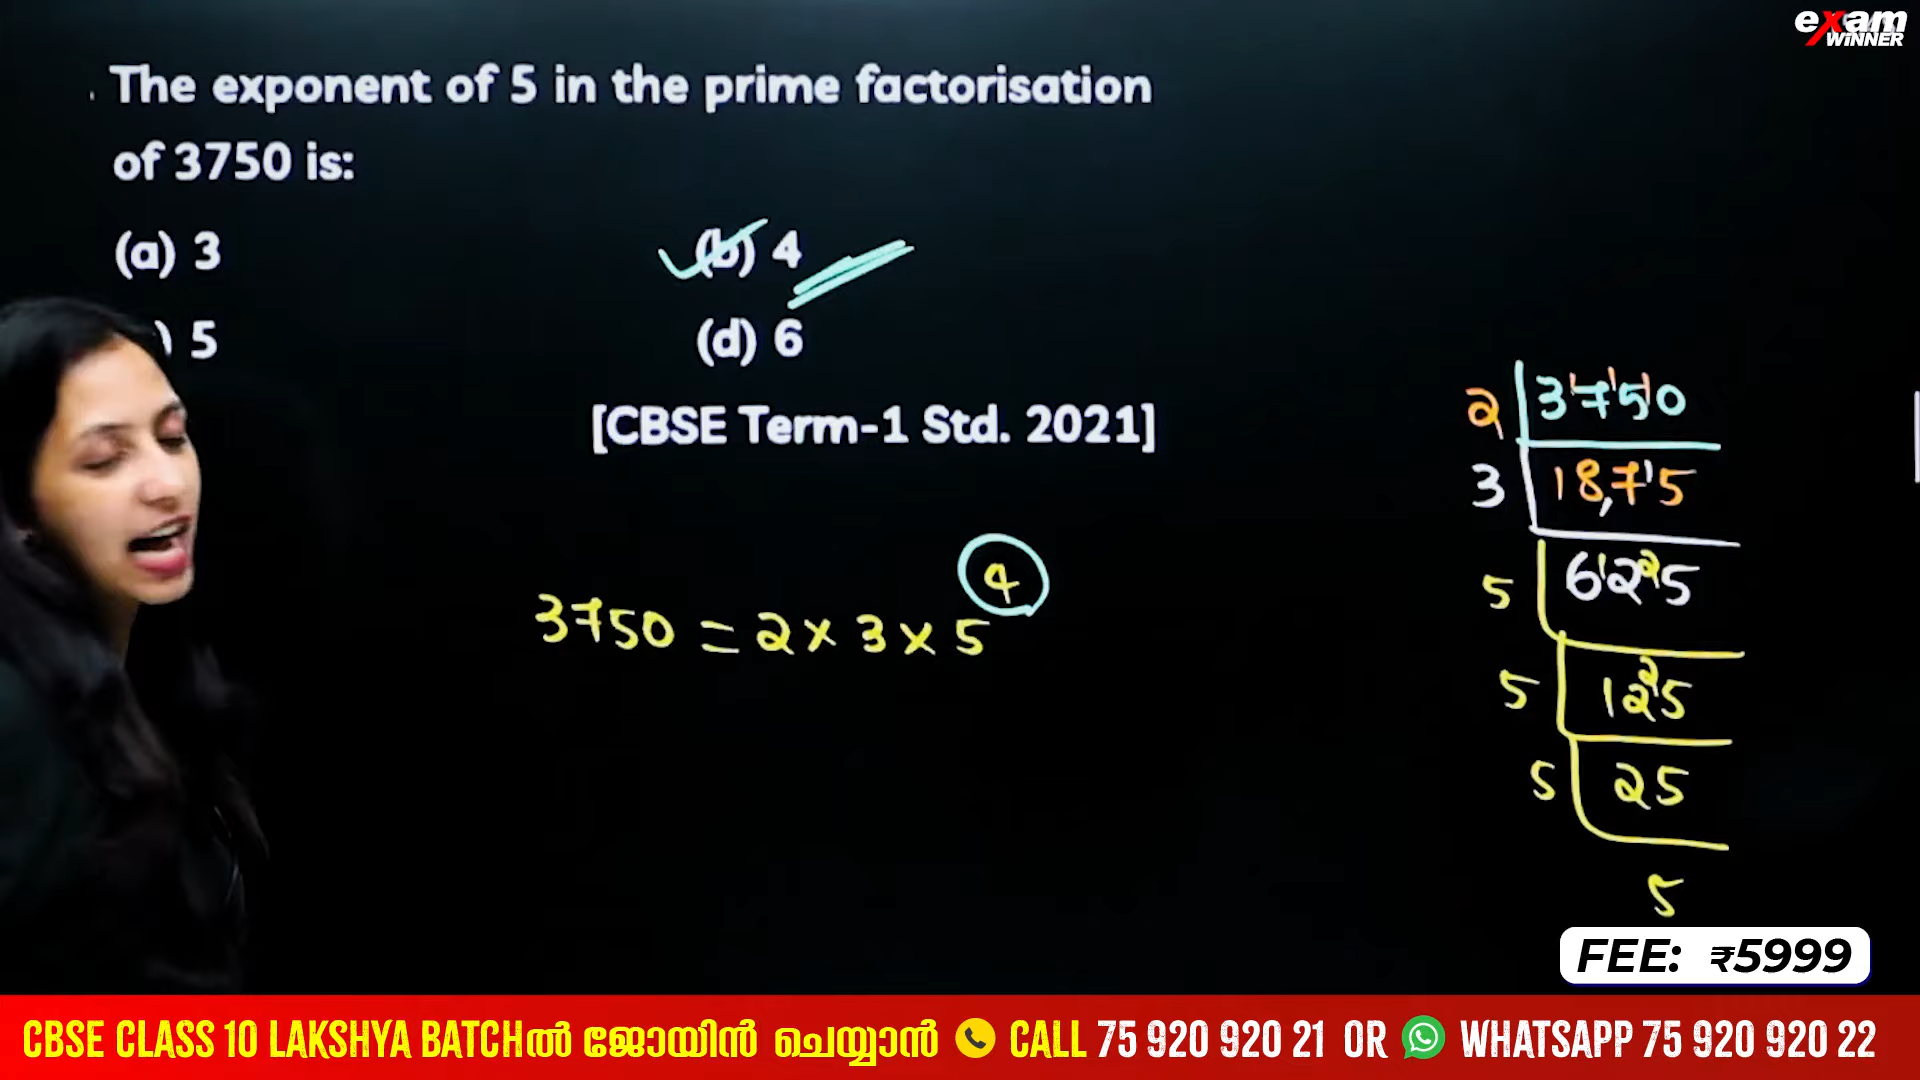 exam
WINNER
The exponent of 5 in the prime factorisation
of 3750 is:
(a) 3
(b) 4
) 5
(d) 6
[CBSE Term-1 Std. 2021]
3750 = 2 × 3 × 5 4
2 3750
3 18,75
5 625
5 125
5 25
5
FEE: ₹5999
CBSE CLASS 10 LAKSHYA BATCHൽ ജോയിൻ ചെയ്യാൻ CALL 75 920 920 21 OR WHATSAPP 75 920 920 22